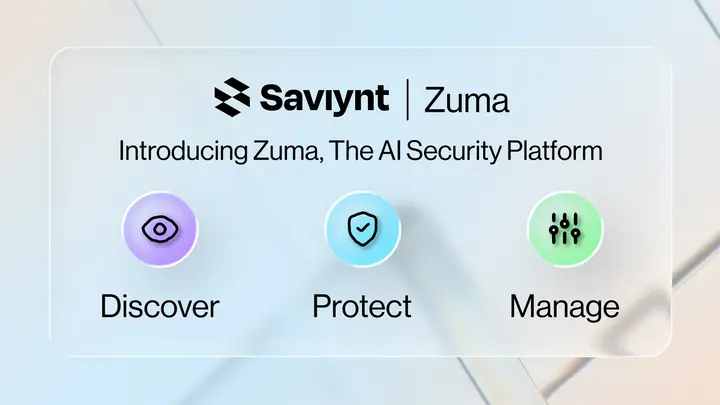 Saviynt | Zuma
Introducing Zuma, The AI Security Platform
Discover
Protect
Manage